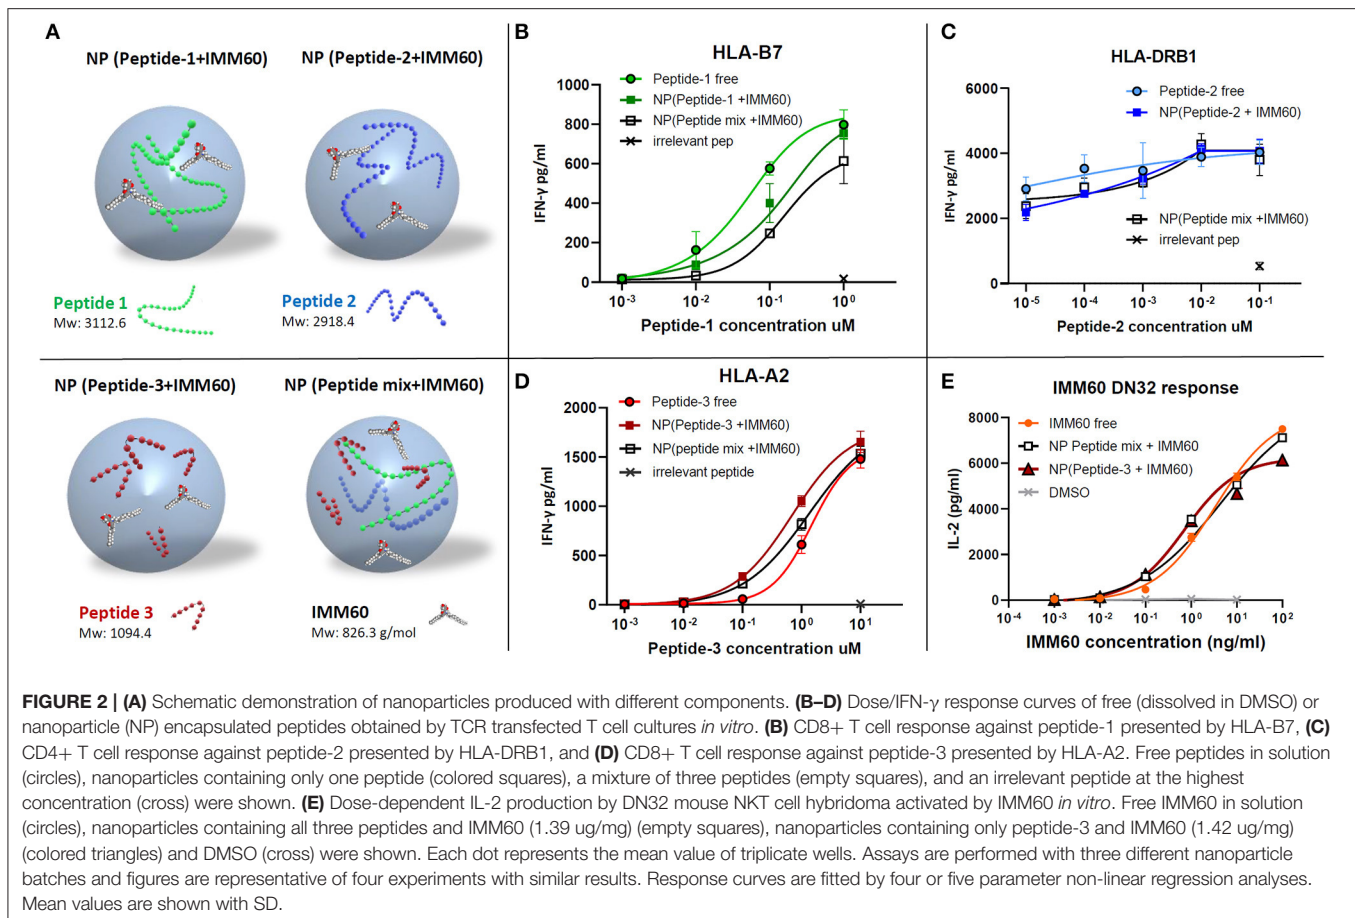 A
NP (Peptide-1+IMM60)
NP (Peptide-2+IMM60)
Peptide 1
Mw: 3112.6
Peptide 2
Mw: 2918.4
NP (Peptide-3+IMM60)
NP (Peptide mix+IMM60)
Peptide 3
Mw: 1094.4
IMM60
Mw: 826.3 g/mol
B
HLA-B7
Peptide-1 free
NP(Peptide-1 +IMM60)
NP(Peptide mix +IMM60)
irrelevant pep
IFN-γ pg/ml
1000
800
600
400
200
0
10⁻³ 10⁻² 10⁻¹ 10⁰
Peptide-1 concentration uM
C
HLA-DRB1
Peptide-2 free
NP(Peptide-2 + IMM60)
NP(Peptide mix +IMM60)
irrelevant pep
IFN-γ pg/ml
6000
4000
2000
0
10⁻⁵ 10⁻⁴ 10⁻³ 10⁻² 10⁻¹
Peptide-2 concentration uM
D
HLA-A2
Peptide-3 free
NP(Peptide-3 +IMM60)
NP(peptide mix +IMM60)
irrelevant peptide
IFN-γ pg/ml
2000
1500
1000
500
0
10⁻³ 10⁻² 10⁻¹ 10⁰ 10¹
Peptide-3 concentration uM
E
IMM60 DN32 response
IMM60 free
NP Peptide mix + IMM60
NP(Peptide-3 + IMM60)
DMSO
IL-2 (pg/ml)
8000
6000
4000
2000
0
10⁻⁴ 10⁻³ 10⁻² 10⁻¹ 10⁰ 10¹ 10²
IMM60 concentration (ng/ml)
FIGURE 2 | (A) Schematic demonstration of nanoparticles produced with different components. (B–D) Dose/IFN-γ response curves of free (dissolved in DMSO) or
nanoparticle (NP) encapsulated peptides obtained by TCR transfected T cell cultures in vitro. (B) CD8+ T cell response against peptide-1 presented by HLA-B7, (C)
CD4+ T cell response against peptide-2 presented by HLA-DRB1, and (D) CD8+ T cell response against peptide-3 presented by HLA-A2. Free peptides in solution
(circles), nanoparticles containing only one peptide (colored squares), a mixture of three peptides (empty squares), and an irrelevant peptide at the highest
concentration (cross) were shown. (E) Dose-dependent IL-2 production by DN32 mouse NKT cell hybridoma activated by IMM60 in vitro. Free IMM60 in solution
(circles), nanoparticles containing all three peptides and IMM60 (1.39 ug/mg) (empty squares), nanoparticles containing only peptide-3 and IMM60 (1.42 ug/mg)
(colored triangles) and DMSO (cross) were shown. Each dot represents the mean value of triplicate wells. Assays are performed with three different nanoparticle
batches and figures are representative of four experiments with similar results. Response curves are fitted by four or five parameter non-linear regression analyses.
Mean values are shown with SD.